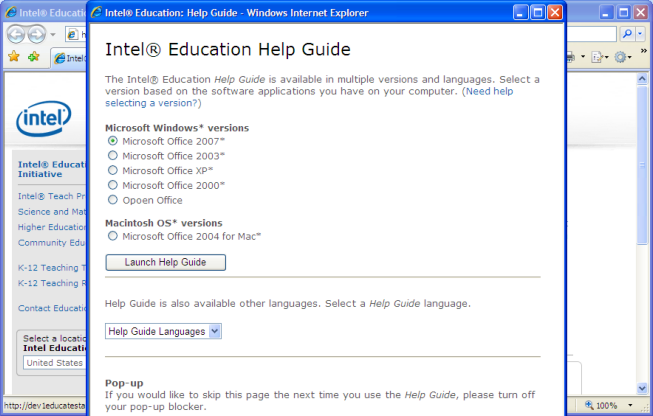 Intel® Educati
Intel® Education: Help Guide - Windows Internet Explorer
Intel® Education Help Guide
The Intel® Education Help Guide is available in multiple versions and languages. Select a
version based on the software applications you have on your computer. (Need help
selecting a version?)
Microsoft Windows* versions
Microsoft Office 2007*
Microsoft Office 2003*
Microsoft Office XP*
Microsoft Office 2000*
Opoen Office
Macintosh OS* versions
Microsoft Office 2004 for Mac*
Launch Help Guide
Help Guide is also available other languages. Select a Help Guide language.
Help Guide Languages
Pop-up
If you would like to skip this page the next time you use the Help Guide, please turn off
your pop-up blocker.
intel
Intel® Educati
Initiative
Intel® Teach Pr
Science and Mat
Higher Education
Community Edu
K-12 Teaching T
K-12 Teaching R
Contact Educatio
Select a locatio
Intel Educati
United States
http://dev1educatesta
100%